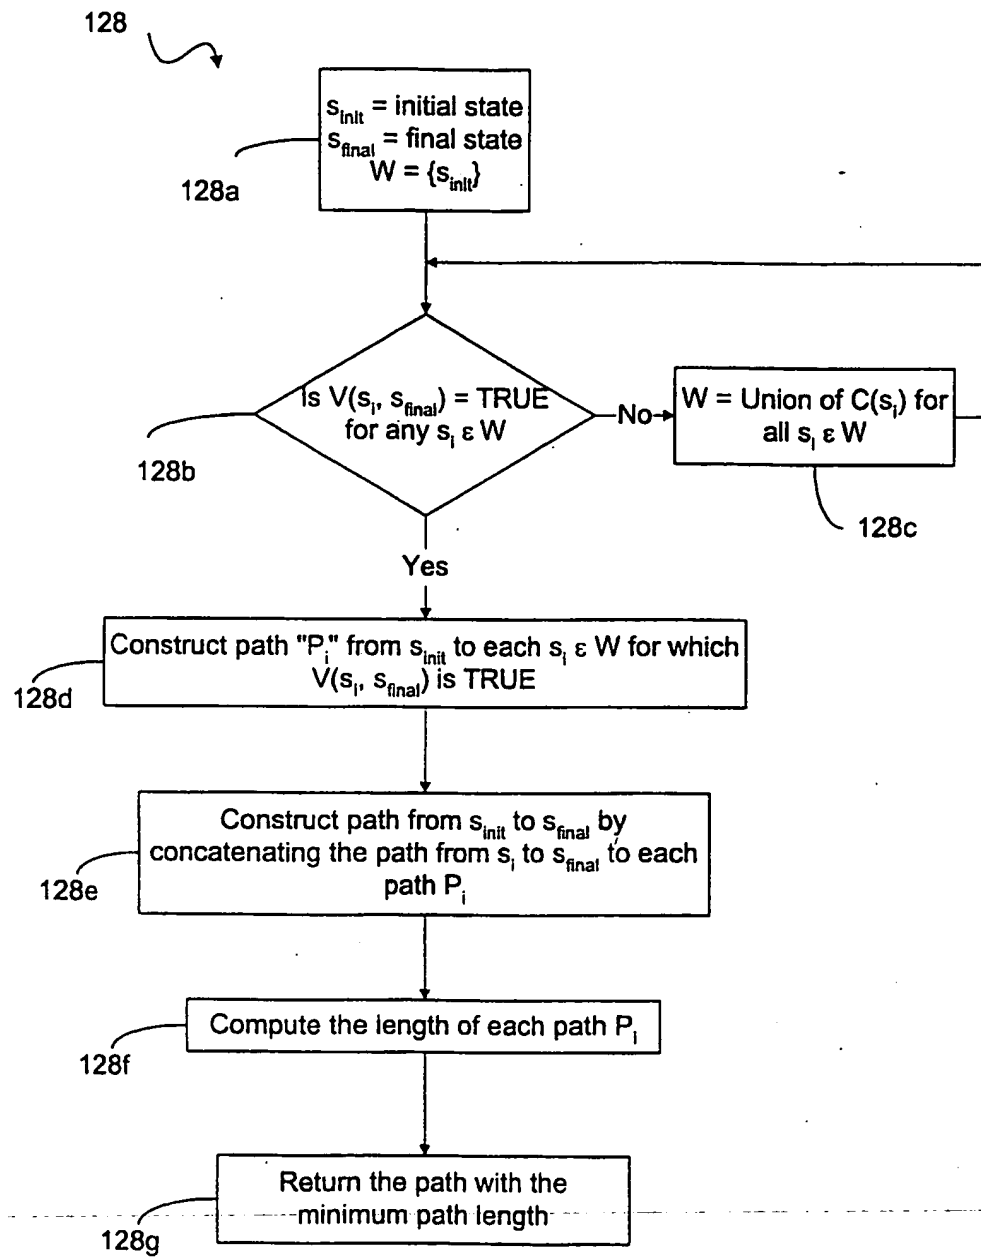 128
s_init = initial state
s_final = final state
W = {s_init}
128a
Is V(s_i, s_final) = TRUE
for any s_i ε W
128b
No
W = Union of C(s_i) for
all s_i ε W
128c
Yes
Construct path "P_i" from s_init to each s_i ε W for which
V(s_i, s_final) is TRUE
128d
Construct path from s_init to s_final by
concatenating the path from s_i to s_final to each
path P_i
128e
Compute the length of each path P_i
128f
Return the path with the
minimum path length
128g